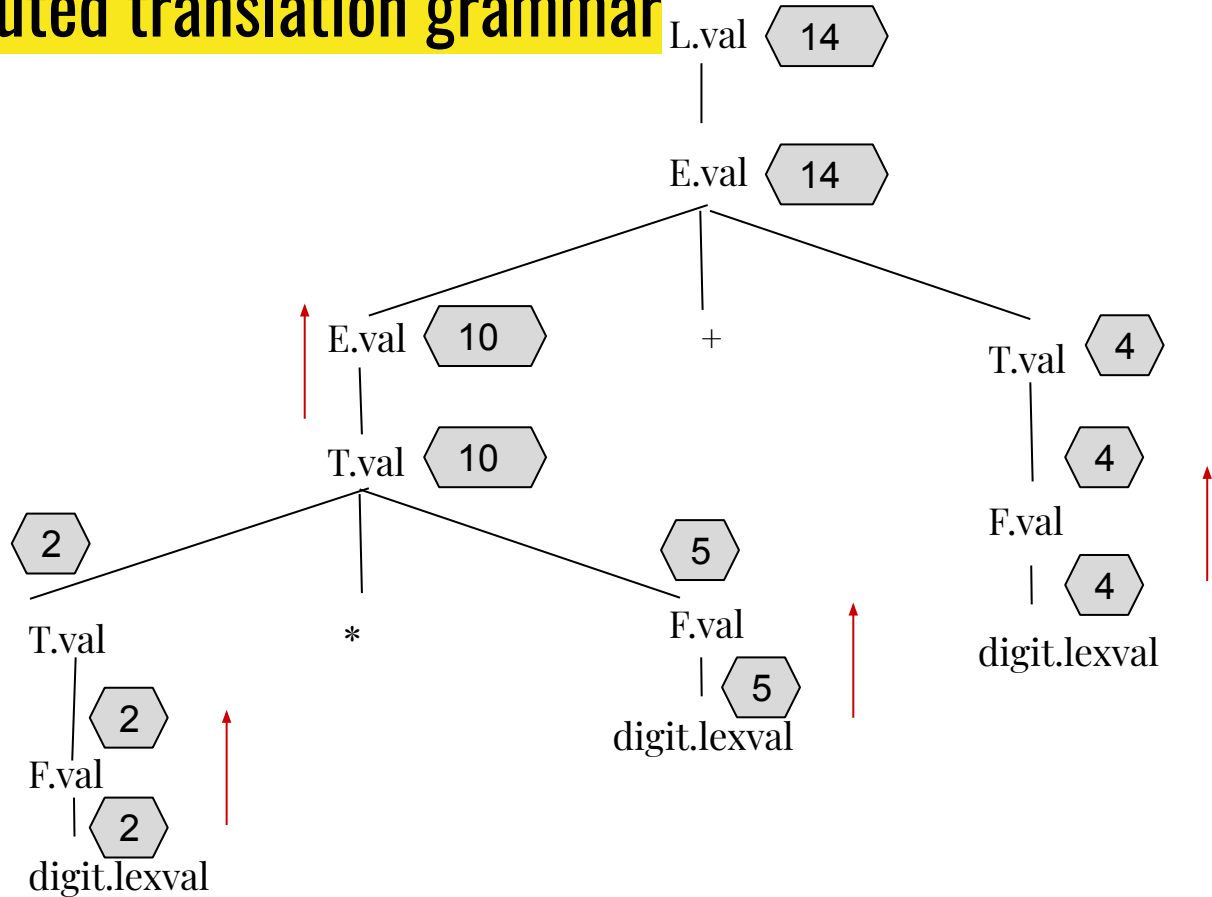 translation grammar
L.val 14
E.val 14
E.val 10 + T.val 4
T.val 10 4
F.val
2 5 4
T.val * F.val digit.lexval
2 5
digit.lexval
F.val
2
digit.lexval